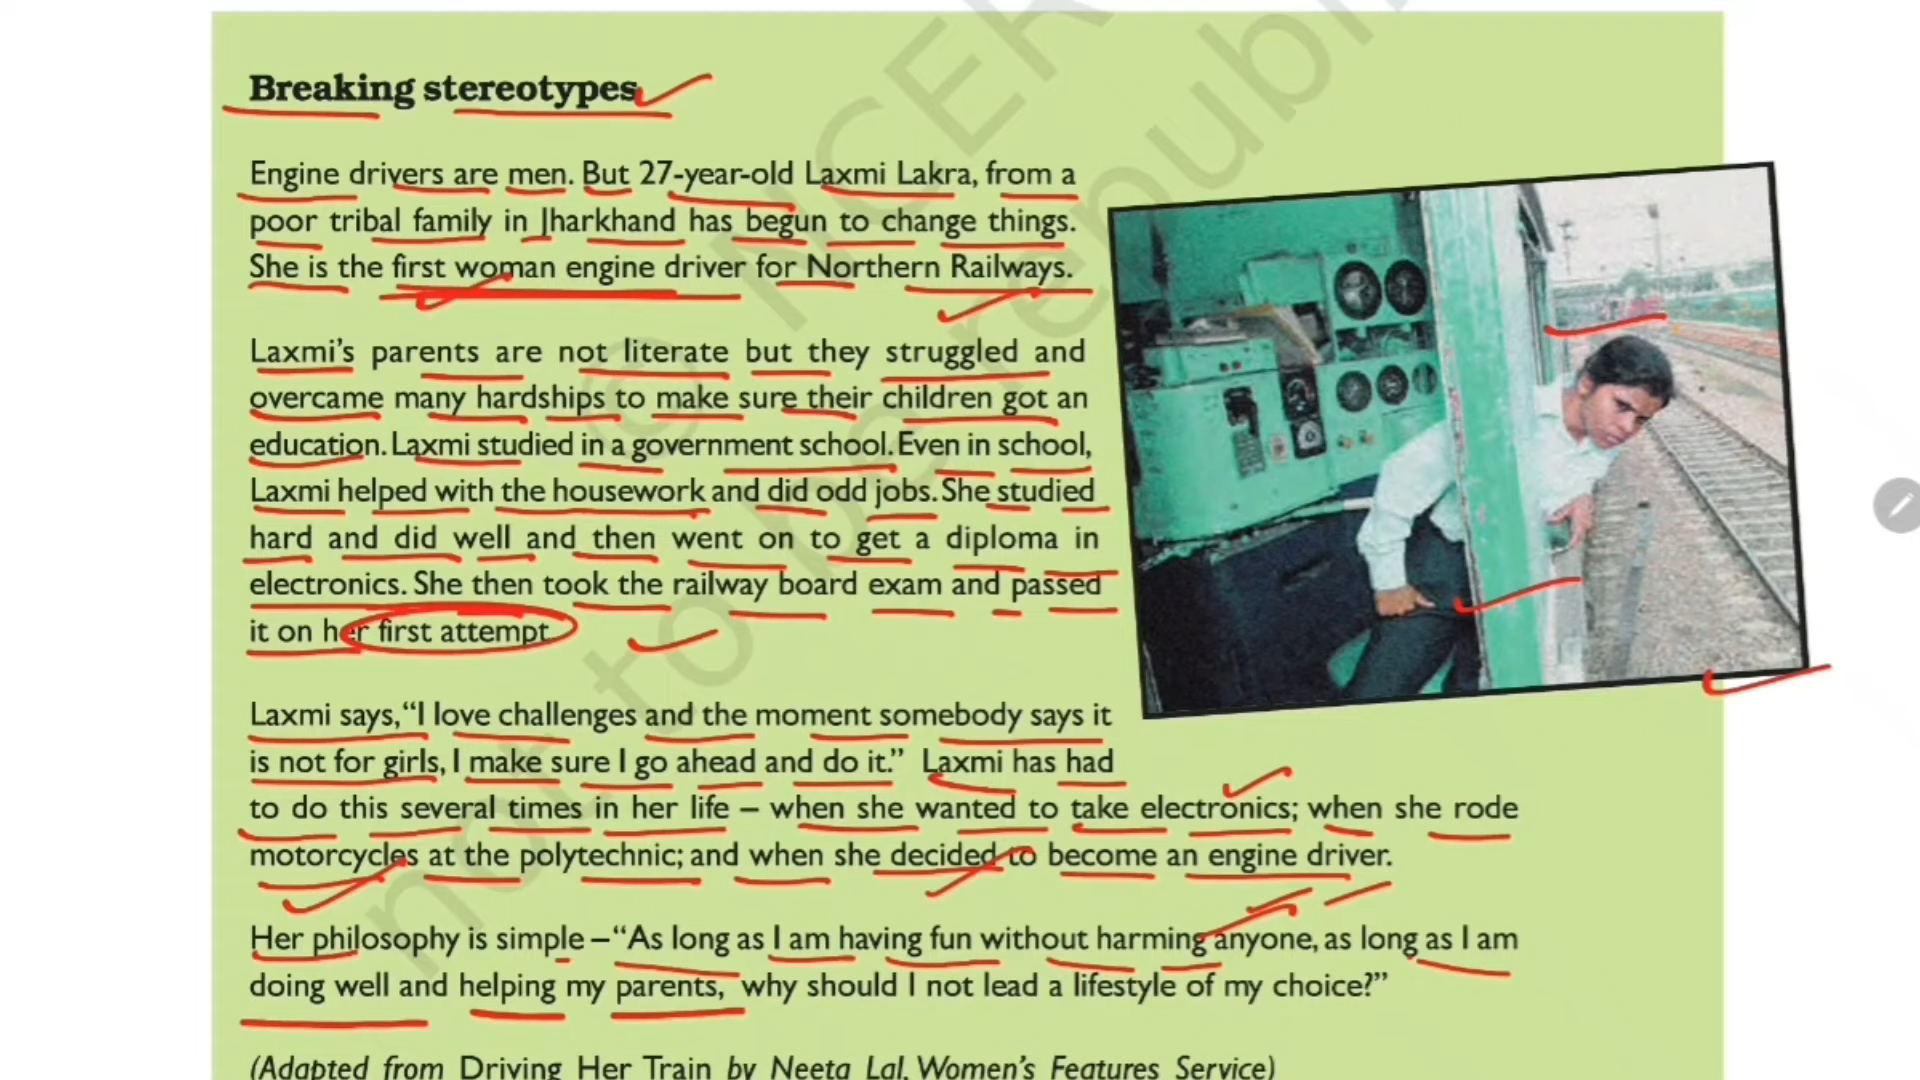 Breaking stereotypes
Engine drivers are men. But 27-year-old Laxmi Lakra, from a
poor tribal family in Jharkhand has begun to change things.
She is the first woman engine driver for Northern Railways.
Laxmi's parents are not literate but they struggled and
overcame many hardships to make sure their children got an
education. Laxmi studied in a government school. Even in school,
Laxmi helped with the housework and did odd jobs. She studied
hard and did well and then went on to get a diploma in
electronics. She then took the railway board exam and passed
it on her first attempt.
Laxmi says, “I love challenges and the moment somebody says it
is not for girls, I make sure I go ahead and do it.” Laxmi has had
to do this several times in her life – when she wanted to take electronics; when she rode
motorcycles at the polytechnic; and when she decided to become an engine driver.
Her philosophy is simple – “As long as I am having fun without harming anyone, as long as I am
doing well and helping my parents, why should I not lead a lifestyle of my choice?”
(Adapted from Driving Her Train by Neeta Lal, Women's Features Service)
© NCER
not to be republi